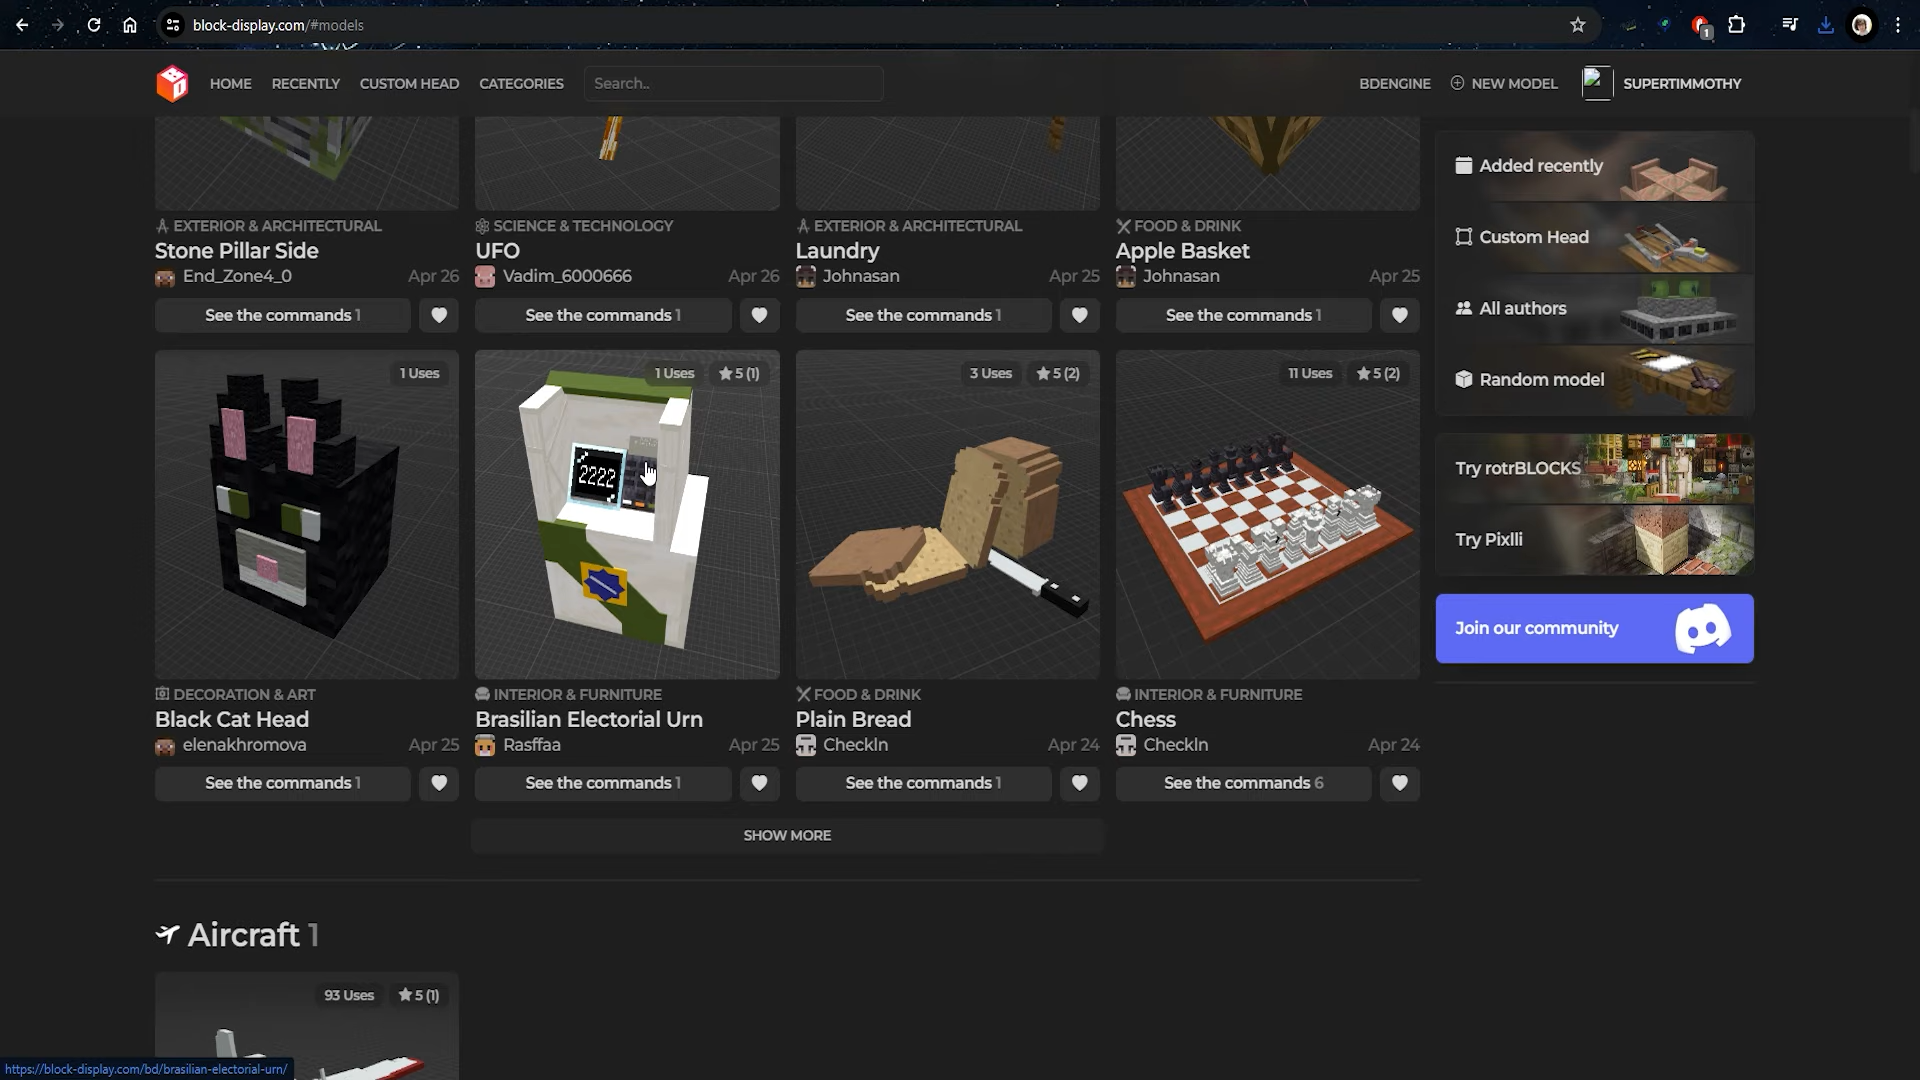 block-display.com/#models
1
HOME
RECENTLY
CUSTOM HEAD
CATEGORIES
Search..
BDENGINE
NEW MODEL
SUPERTIMMOTHY
EXTERIOR & ARCHITECTURAL
Stone Pillar Side
End_Zone4_0
Apr 26
See the commands 1
SCIENCE & TECHNOLOGY
UFO
Vadim_6000666
Apr 26
See the commands 1
EXTERIOR & ARCHITECTURAL
Laundry
Johnasan
Apr 25
See the commands 1
FOOD & DRINK
Apple Basket
Johnasan
Apr 25
See the commands 1
1 Uses
DECORATION & ART
Black Cat Head
elenakhromova
Apr 25
See the commands 1
1 Uses
5 (1)
2222
INTERIOR & FURNITURE
Brasilian Electorial Urn
Rasffaa
Apr 25
See the commands 1
3 Uses
5 (2)
FOOD & DRINK
Plain Bread
CheckIn
Apr 24
See the commands 1
11 Uses
5 (2)
INTERIOR & FURNITURE
Chess
CheckIn
Apr 24
See the commands 6
SHOW MORE
Aircraft 1
93 Uses
5 (1)
Added recently
Custom Head
All authors
Random model
Try rotrBLOCKS
Try Pixlli
Join our community
https://block-display.com/bd/brasilian-electorial-urn/